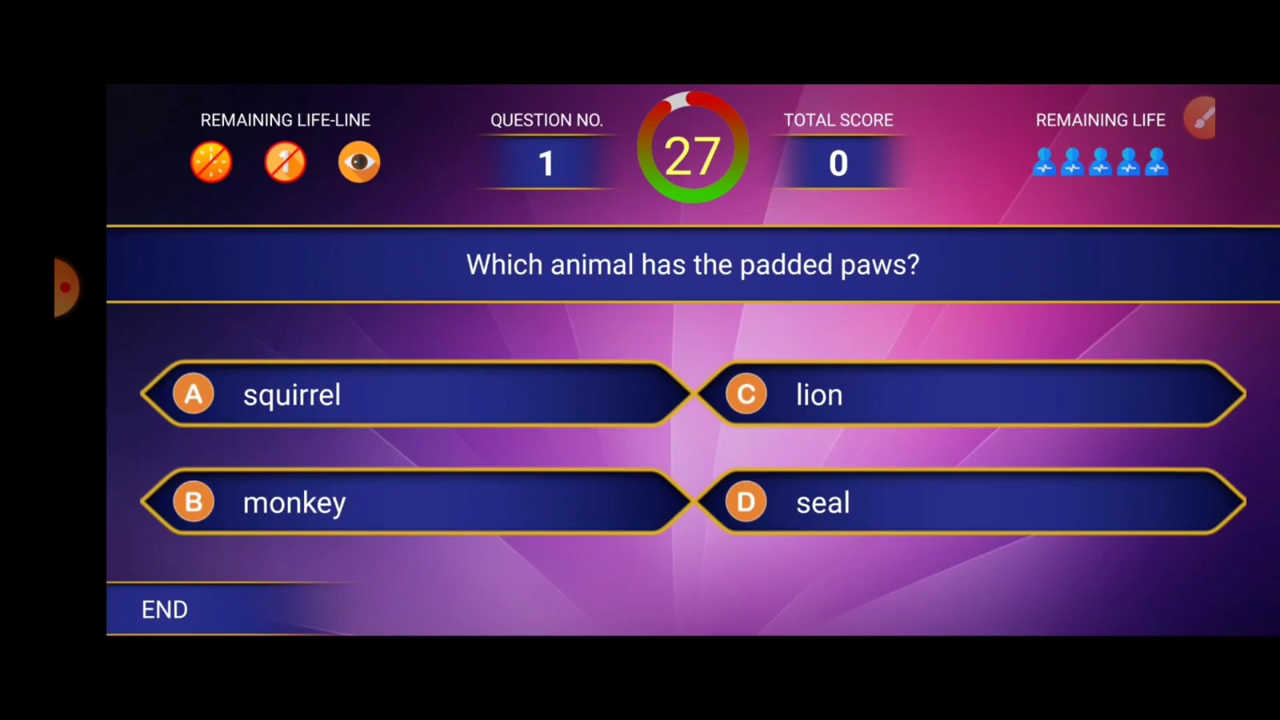 REMAINING LIFE-LINE
1
QUESTION NO.
1
27
TOTAL SCORE
0
REMAINING LIFE
Which animal has the padded paws?
A squirrel
C lion
B monkey
D seal
END